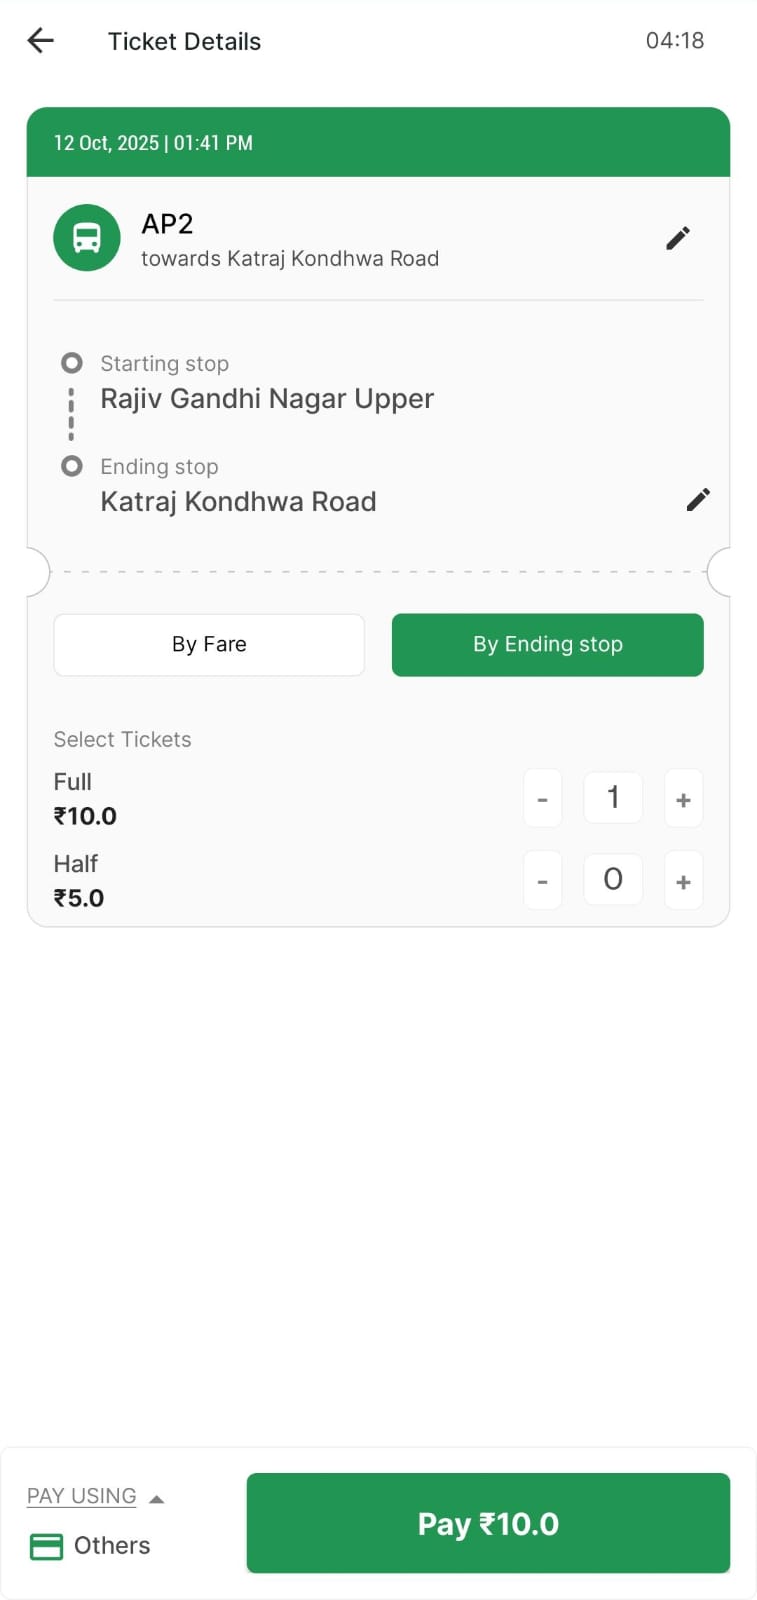 Ticket Details
04:18
12 Oct, 2025 | 01:41 PM
AP2
towards Katraj Kondhwa Road
Starting stop
Rajiv Gandhi Nagar Upper
Ending stop
Katraj Kondhwa Road
By Fare
By Ending stop
Select Tickets
Full
₹10.0
- 1 +
Half
₹5.0
- 0 +
PAY USING
Others
Pay ₹10.0